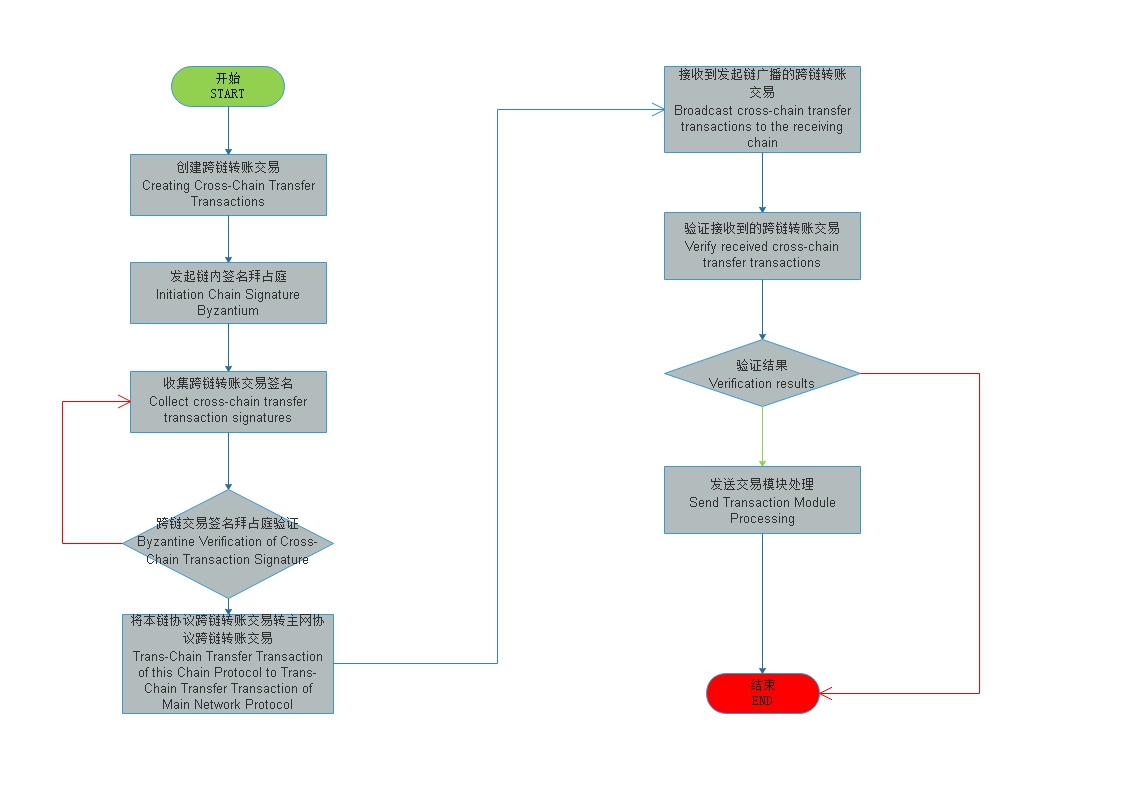 开始
START
创建跨链转账交易
Creating Cross-Chain Transfer
Transactions
发起链内签名拜占庭
Initiation Chain Signature
Byzantium
收集跨链转账交易签名
Collect cross-chain transfer
transaction signatures
跨链交易签名拜占庭验证
Byzantine Verification of Cross-
Chain Transaction Signature
将本链协议跨链转账交易转主网协
议跨链转账交易
Trans-Chain Transfer Transaction
of this Chain Protocol to Trans-
Chain Transfer Transaction of
Main Network Protocol
接收到发起链广播的跨链转账
交易
Broadcast cross-chain transfer
transactions to the receiving
chain
验证接收到的跨链转账交易
Verify received cross-chain
transfer transactions
验证结果
Verification results
发送交易模块处理
Send Transaction Module
Processing
结束
END